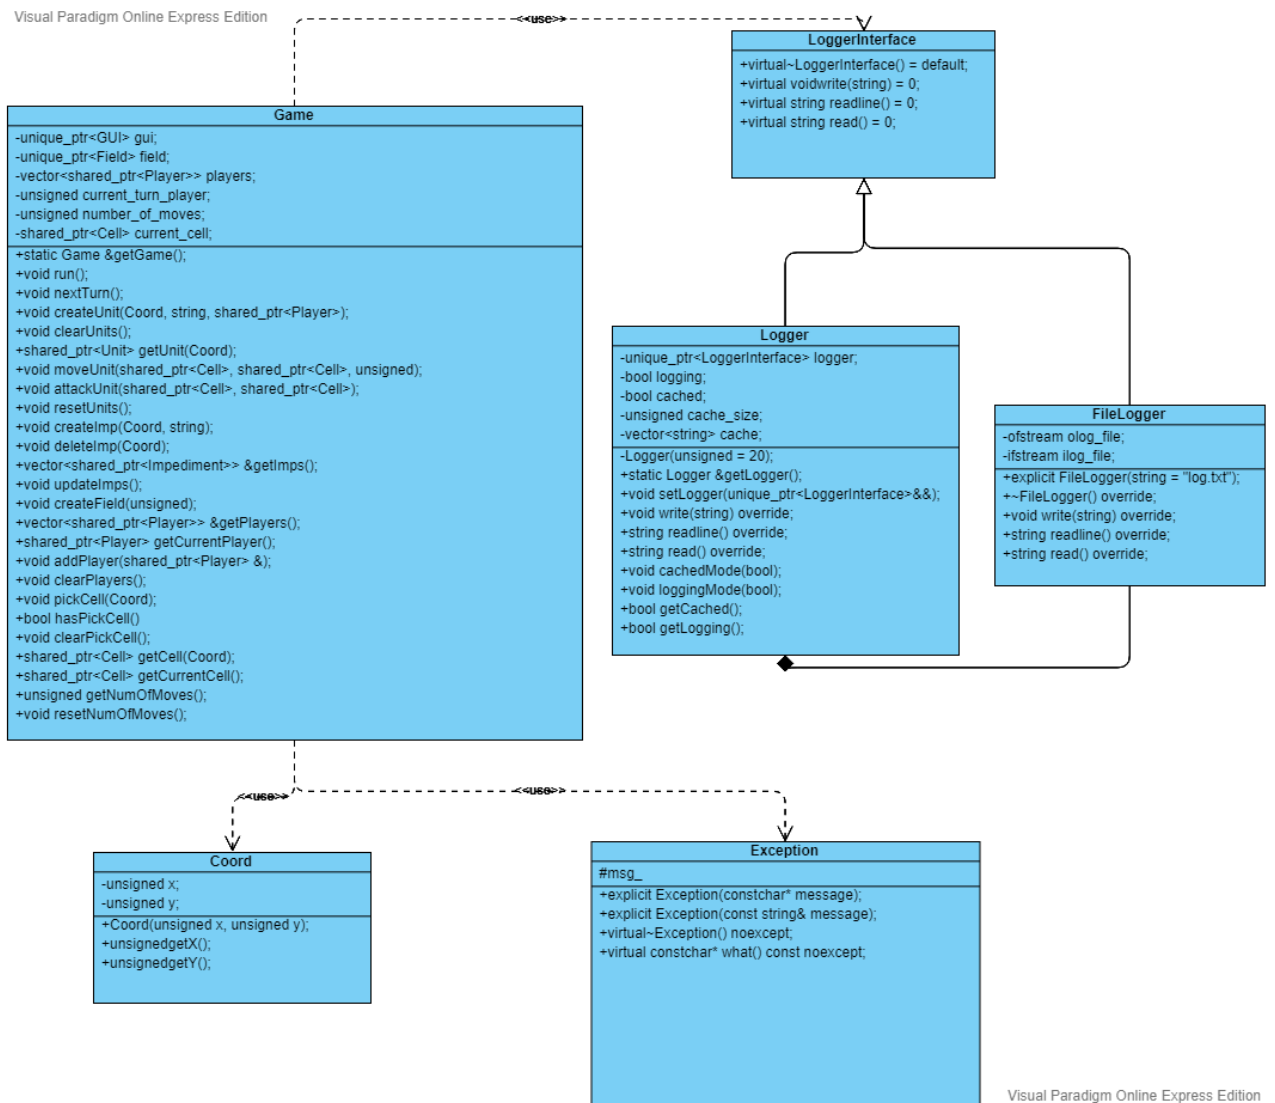 Visual Paradigm Online Express Edition
<<use>>
LoggerInterface
+virtual~LoggerInterface() = default;
+virtual voidwrite(string) = 0;
+virtual string readline() = 0;
+virtual string read() = 0;
Game
-unique_ptr<GUI> gui;
-unique_ptr<Field> field;
-vector<shared_ptr<Player>> players;
-unsigned current_turn_player;
-unsigned number_of_moves;
-shared_ptr<Cell> current_cell;
+static Game &getGame();
+void run();
+void nextTurn();
+void createUnit(Coord, string, shared_ptr<Player>);
+void clearUnits();
+shared_ptr<Unit> getUnit(Coord);
+void moveUnit(shared_ptr<Cell>, shared_ptr<Cell>, unsigned);
+void attackUnit(shared_ptr<Cell>, shared_ptr<Cell>);
+void resetUnits();
+void createImp(Coord, string);
+void deleteImp(Coord);
+vector<shared_ptr<Impediment>> &getImps();
+void updateImps();
+void createField(unsigned);
+vector<shared_ptr<Player>> &getPlayers();
+shared_ptr<Player> getCurrentPlayer();
+void addPlayer(shared_ptr<Player> &);
+void clearPlayers();
+void pickCell(Coord);
+bool hasPickCell()
+void clearPickCell();
+shared_ptr<Cell> getCell(Coord);
+shared_ptr<Cell> getCurrentCell();
+unsigned getNumOfMoves();
+void resetNumOfMoves();
Logger
-unique_ptr<LoggerInterface> logger;
-bool logging;
-bool cached;
-unsigned cache_size;
-vector<string> cache;
-Logger(unsigned = 20);
+static Logger &getLogger();
+void setLogger(unique_ptr<LoggerInterface>&&);
+void write(string) override;
+string readline() override;
+string read() override;
+void cachedMode(bool);
+void loggingMode(bool);
+bool getCached();
+bool getLogging();
FileLogger
-ofstream olog_file;
-ifstream ilog_file;
+explicit FileLogger(string = "log.txt");
+~FileLogger() override;
+void write(string) override;
+string readline() override;
+string read() override;
<<use>>
<<use>>
Coord
-unsigned x;
-unsigned y;
+Coord(unsigned x, unsigned y);
+unsignedgetX();
+unsignedgetY();
Exception
#msg_
+explicit Exception(constchar* message);
+explicit Exception(const string& message);
+virtual~Exception() noexcept;
+virtual constchar* what() const noexcept;
Visual Paradigm Online Express Edition